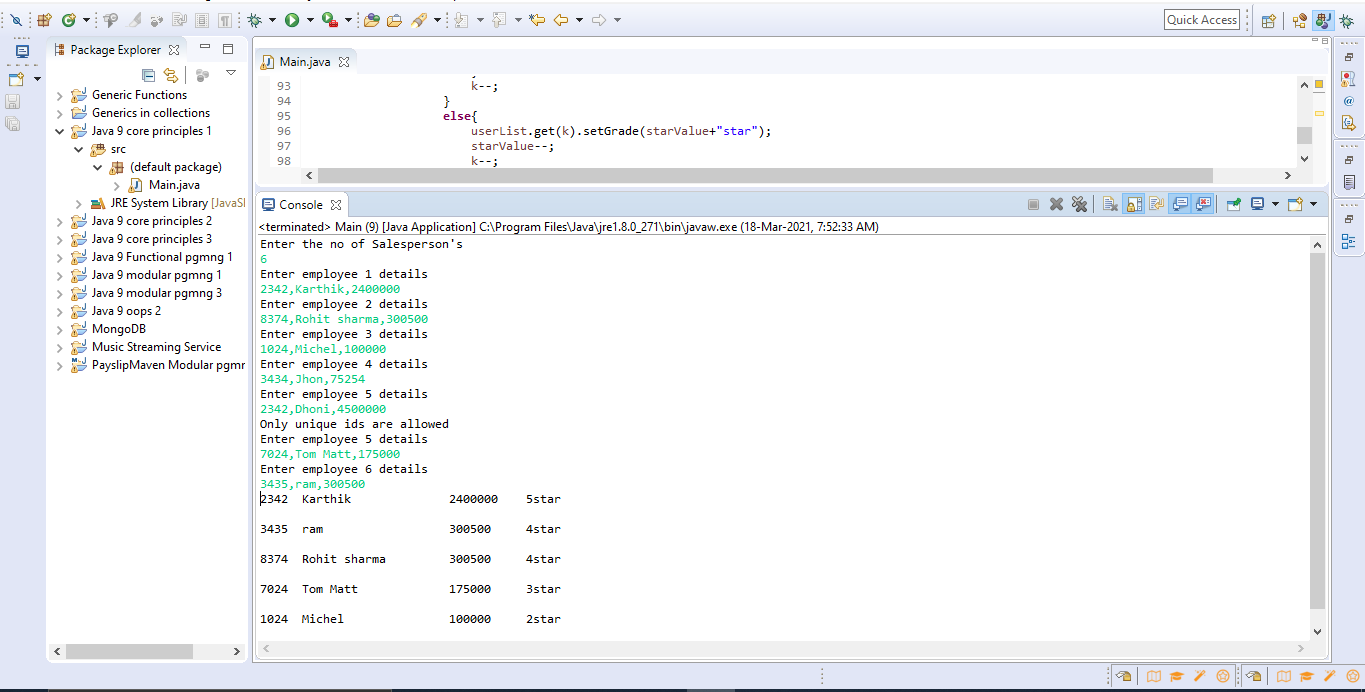 Quick Access
Package Explorer
Generic Functions
Generics in collections
Java 9 core principles 1
src
(default package)
Main.java
JRE System Library [JavaSI
Java 9 core principles 2
Java 9 core principles 3
Java 9 Functional pgmng 1
Java 9 modular pgmng 1
Java 9 modular pgmng 3
Java 9 oops 2
MongoDB
Music Streaming Service
PayslipMaven Modular pgmr
Main.java
93 k--;
94 }
95 else{
96 userList.get(k).setGrade(starValue+"star");
97 starValue--;
98 k--;
Console
<terminated> Main (9) [Java Application] C:\Program Files\Java\jre1.8.0_271\bin\javaw.exe (18-Mar-2021, 7:52:33 AM)
Enter the no of Salesperson's
6
Enter employee 1 details
2342,Karthik,2400000
Enter employee 2 details
8374,Rohit sharma,300500
Enter employee 3 details
1024,Michel,100000
Enter employee 4 details
3434,Jhon,75254
Enter employee 5 details
2342,Dhoni,4500000
Only unique ids are allowed
Enter employee 5 details
7024,Tom Matt,175000
Enter employee 6 details
3435,ram,300500
2342 Karthik 2400000 5star
3435 ram 300500 4star
8374 Rohit sharma 300500 4star
7024 Tom Matt 175000 3star
1024 Michel 100000 2star